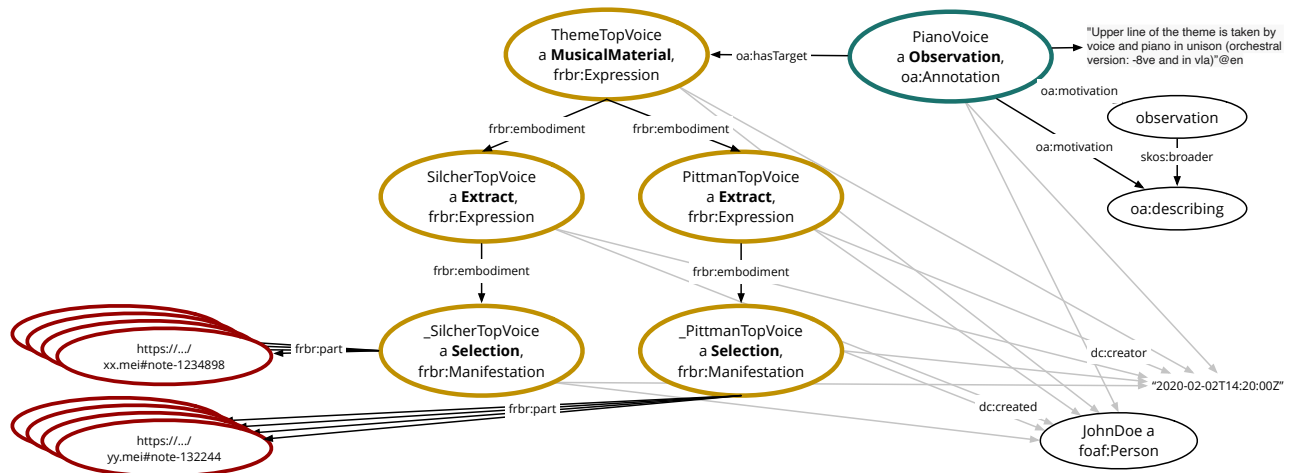 ThemeTopVoice
a MusicalMaterial,
frbr:Expression
oa:hasTarget
PianoVoice
a Observation,
oa:Annotation
"Upper line of the theme is taken by
voice and piano in unison (orchestral
version: -8ve and in vla)"@en
oa:motivation
observation
frbr:embodiment
frbr:embodiment
oa:motivation
skos:broader
SilcherTopVoice
a Extract,
frbr:Expression
PittmanTopVoice
a Extract,
frbr:Expression
oa:describing
frbr:embodiment
frbr:embodiment
_SilcherTopVoice
a Selection,
frbr:Manifestation
_PittmanTopVoice
a Selection,
frbr:Manifestation
frbr:part
https://.../
xx.mei#note-1234898
dc:creator
“2020-02-02T14:20:00Z”
frbr:part
dc:created
https://.../
yy.mei#note-132244
JohnDoe a
foaf:Person